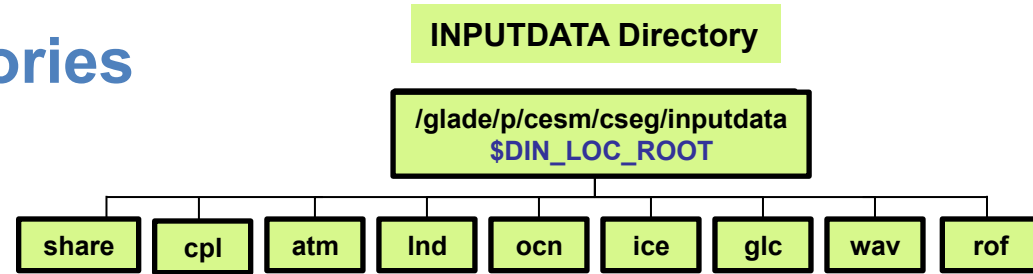 INPUTDATA Directory
ories
/glade/p/cesm/cseg/inputdata
$DIN_LOC_ROOT
share cpl atm lnd ocn ice glc wav rof